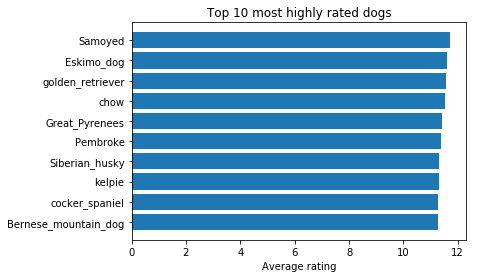 Top 10 most highly rated dogs
Samoyed
Eskimo_dog
golden_retriever
chow
Great_Pyrenees
Pembroke
Siberian_husky
kelpie
cocker_spaniel
Bernese_mountain_dog
0 2 4 6 8 10 12
Average rating